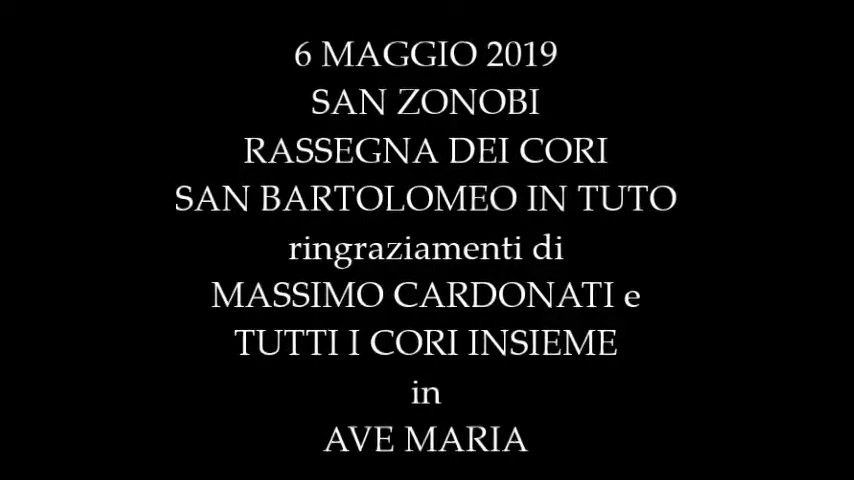 6 MAGGIO 2019
SAN ZONOBI
RASSEGNA DEI CORI
SAN BARTOLOMEO IN TUTO
ringraziamenti di
MASSIMO CARDONATI e
TUTTI I CORI INSIEME
in
AVE MARIA